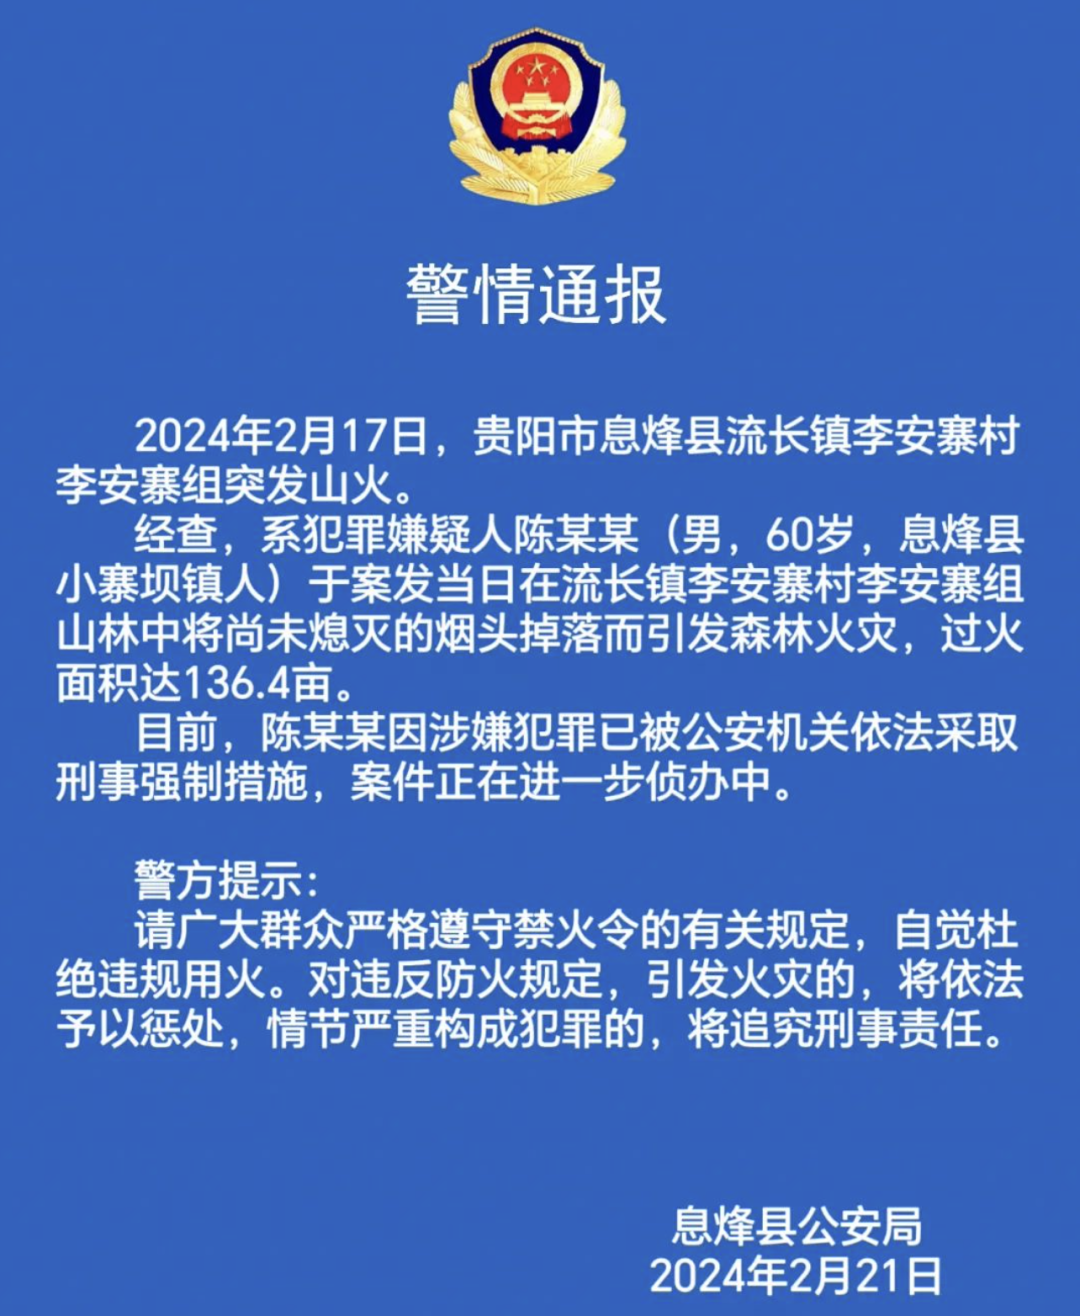 警情通报
2024年2月17日，贵阳市息烽县流长镇李安寨村
李安寨组突发山火。
经查，系犯罪嫌疑人陈某某（男，60岁，息烽县
小寨坝镇人）于案发当日在流长镇李安寨村李安寨组
山林中将尚未熄灭的烟头掉落而引发森林火灾，过火
面积达136.4亩。
目前，陈某某因涉嫌犯罪已被公安机关依法采取
刑事强制措施，案件正在进一步侦办中。
警方提示：
请广大群众严格遵守禁火令的有关规定，自觉杜
绝违规用火。对违反防火规定，引发火灾的，将依法
予以惩处，情节严重构成犯罪的，将追究刑事责任。
息烽县公安局
2024年2月21日